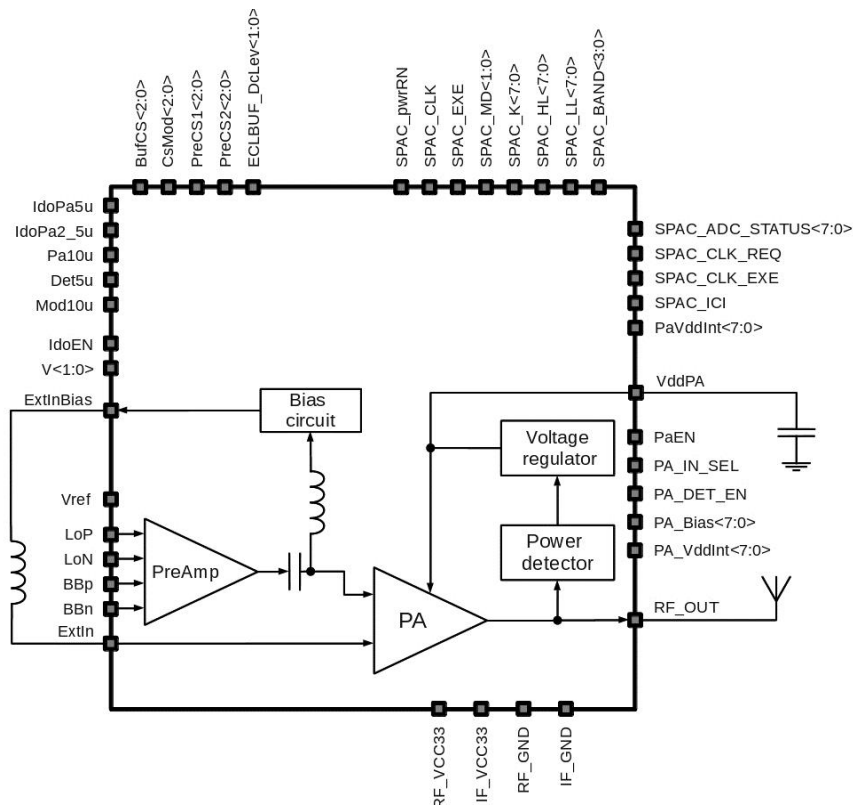 BufCS<2:0>
CsMod<2:0>
PreCS1<2:0>
PreCS2<2:0>
ECLBUF_DcLev<1:0>
SPAC_pwrRN
SPAC_CLK
SPAC_EXE
SPAC_MD<1:0>
SPAC_K<7:0>
SPAC_HL<7:0>
SPAC_LL<7:0>
SPAC_BAND<3:0>
IdoPa5u
IdoPa2_5u
Pa10u
Det5u
Mod10u
IdoEN
V<1:0>
ExtInBias
Vref
LoP
LoN
BBp
BBn
ExtIn
Bias
circuit
PreAmp
PA
Voltage
regulator
Power
detector
SPAC_ADC_STATUS<7:0>
SPAC_CLK_REQ
SPAC_CLK_EXE
SPAC_ICI
PaVddInt<7:0>
VddPA
PaEN
PA_IN_SEL
PA_DET_EN
PA_Bias<7:0>
PA_VddInt<7:0>
RF_OUT
RF_VCC33
IF_VCC33
RF_GND
IF_GND